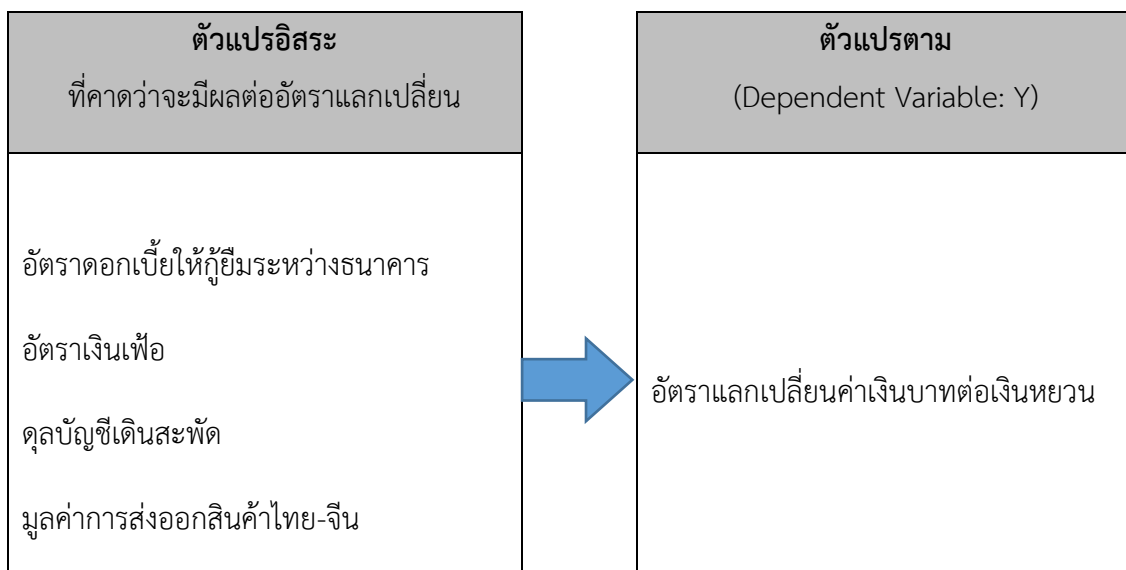 ตัวแปรอิสระ
ที่คาดว่าจะมีผลต่ออัตราแลกเปลี่ยน
อัตราดอกเบี้ยให้กู้ยืมระหว่างธนาคาร
อัตราเงินเฟ้อ
ดุลบัญชีเดินสะพัด
มูลค่าการส่งออกสินค้าไทย-จีน
ตัวแปรตาม
(Dependent Variable: Y)
อัตราแลกเปลี่ยนค่าเงินบาทต่อเงินหยวน